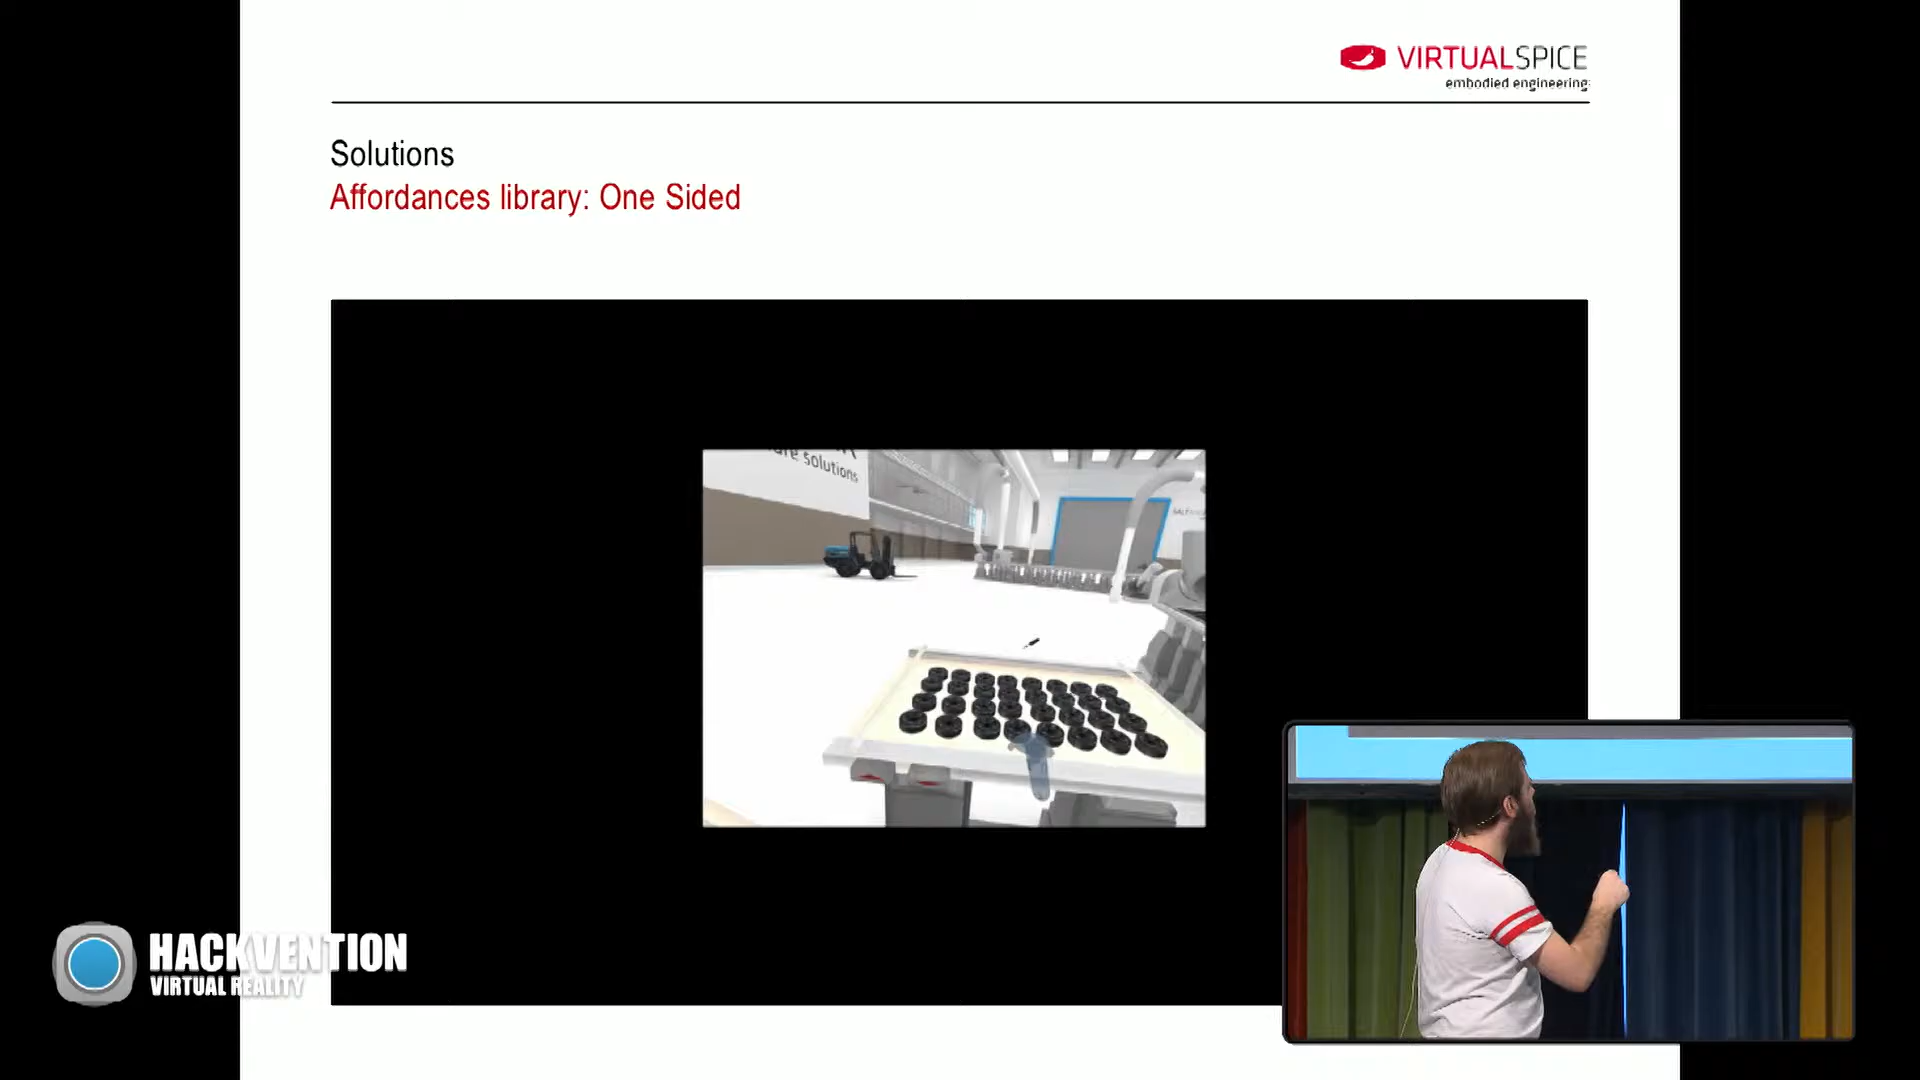 VIRTUALSPICE
embodied engineering
Solutions
Affordances library: One Sided
solutions
HACKVENTION
VIRTUAL REALITY